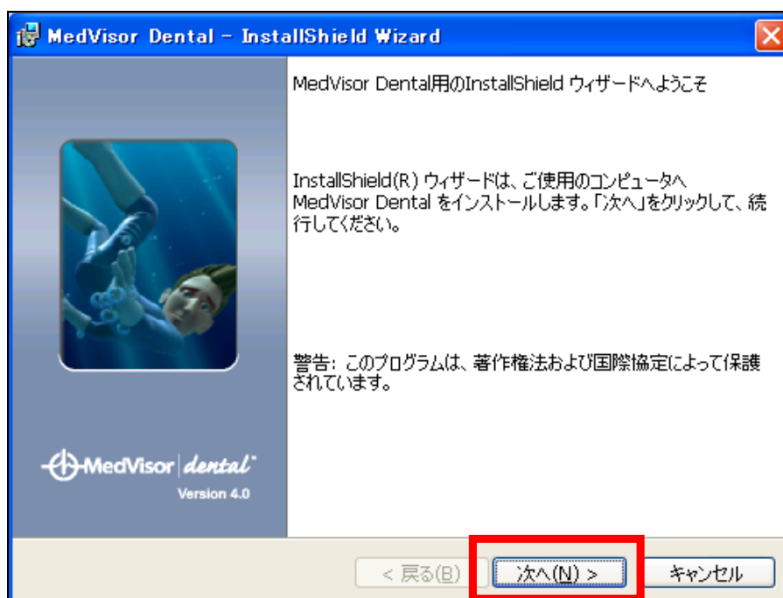 MedVisor Dental - InstallShield Wizard
MedVisor Dental用のInstallShield ウィザードへようこそ
InstallShield(R) ウィザードは、ご使用のコンピュータへ
MedVisor Dental をインストールします。「次へ」をクリックして、続
行してください。
警告: このプログラムは、著作権法および国際協定によって保護
されています。
MedVisor dental™
Version 4.0
< 戻る(B)
次へ(N) >
キャンセル